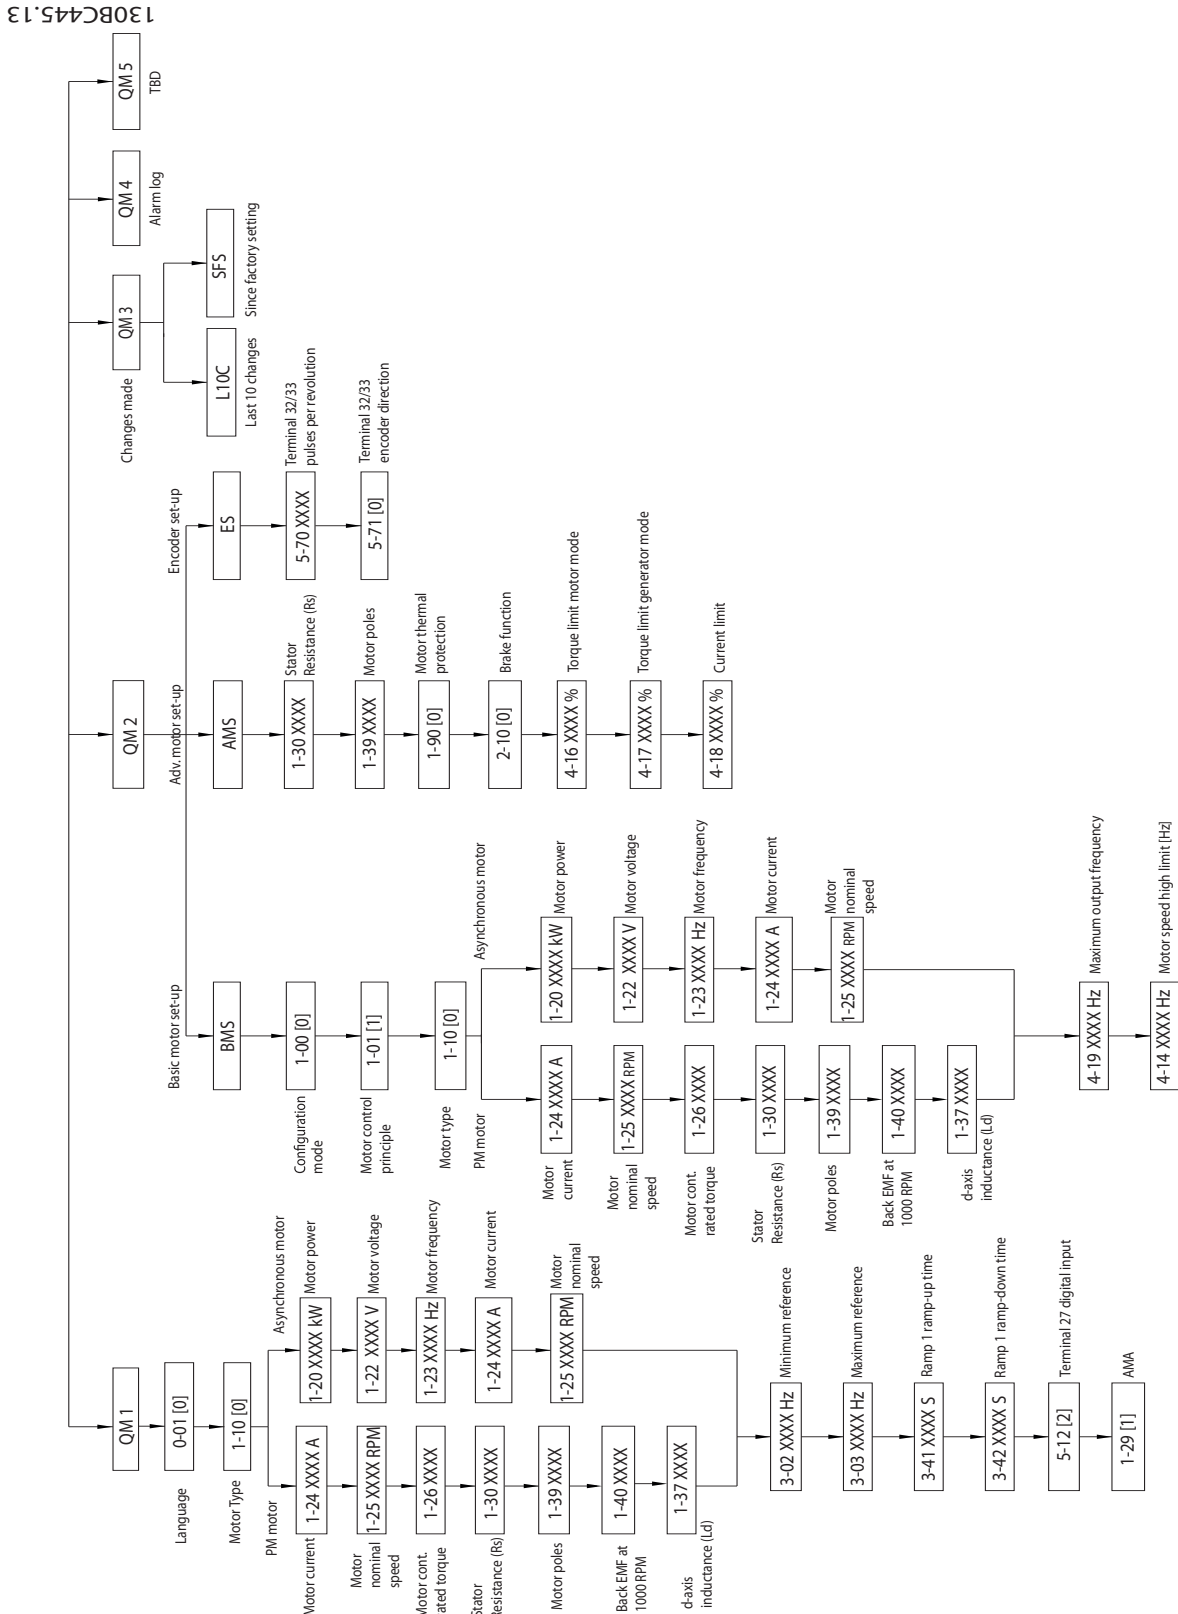 130BC445.13
QM 1
0-01 [0]
Language
1-10 [0]
Motor Type
PM motor
1-24 XXXX A
Motor current
1-25 XXXX RPM
Motor
nominal
speed
1-26 XXXX
Motor cont.
rated torque
1-30 XXXX
Stator
Resistance (Rs)
1-39 XXXX
Motor poles
1-40 XXXX
Back EMF at
1000 RPM
1-37 XXXX
d-axis
inductance (Ld)
Asynchronous motor
1-20 XXXX kW
Motor power
1-22 XXXX V
Motor voltage
1-23 XXXX Hz
Motor frequency
1-24 XXXX A
Motor current
1-25 XXXX RPM
Motor
nominal
speed
3-02 XXXX Hz
Minimum reference
3-03 XXXX Hz
Maximum reference
3-41 XXXX S
Ramp 1 ramp-up time
3-42 XXXX S
Ramp 1 ramp-down time
5-12 [2]
Terminal 27 digital input
1-29 [1]
AMA
QM 2
Basic motor set-up
BMS
1-00 [0]
Configuration
mode
1-01 [1]
Motor control
principle
1-10 [0]
Motor type
PM motor
1-24 XXXX A
Motor
current
1-25 XXXX RPM
Motor
nominal
speed
1-26 XXXX
Motor cont.
rated torque
1-30 XXXX
Stator
Resistance (Rs)
1-39 XXXX
Motor poles
1-40 XXXX
Back EMF at
1000 RPM
1-37 XXXX
d-axis
inductance (Ld)
Asynchronous motor
1-20 XXXX kW
Motor power
1-22 XXXX V
Motor voltage
1-23 XXXX Hz
Motor frequency
1-24 XXXX A
Motor current
1-25 XXXX RPM
Motor
nominal
speed
4-19 XXXX Hz
Maximum output frequency
4-14 XXXX Hz
Motor speed high limit [Hz]
Adv. motor set-up
AMS
1-30 XXXX
Stator
Resistance (Rs)
1-39 XXXX
Motor poles
1-90 [0]
Motor thermal
protection
2-10 [0]
Brake function
4-16 XXXX %
Torque limit motor mode
4-17 XXXX %
Torque limit generator mode
4-18 XXXX %
Current limit
Encoder set-up
ES
5-70 XXXX
Terminal 32/33
pulses per revolution
5-71 [0]
Terminal 32/33
encoder direction
QM 3
Changes made
L10C
Last 10 changes
SFS
Since factory setting
QM 4
Alarm log
QM 5
TBD